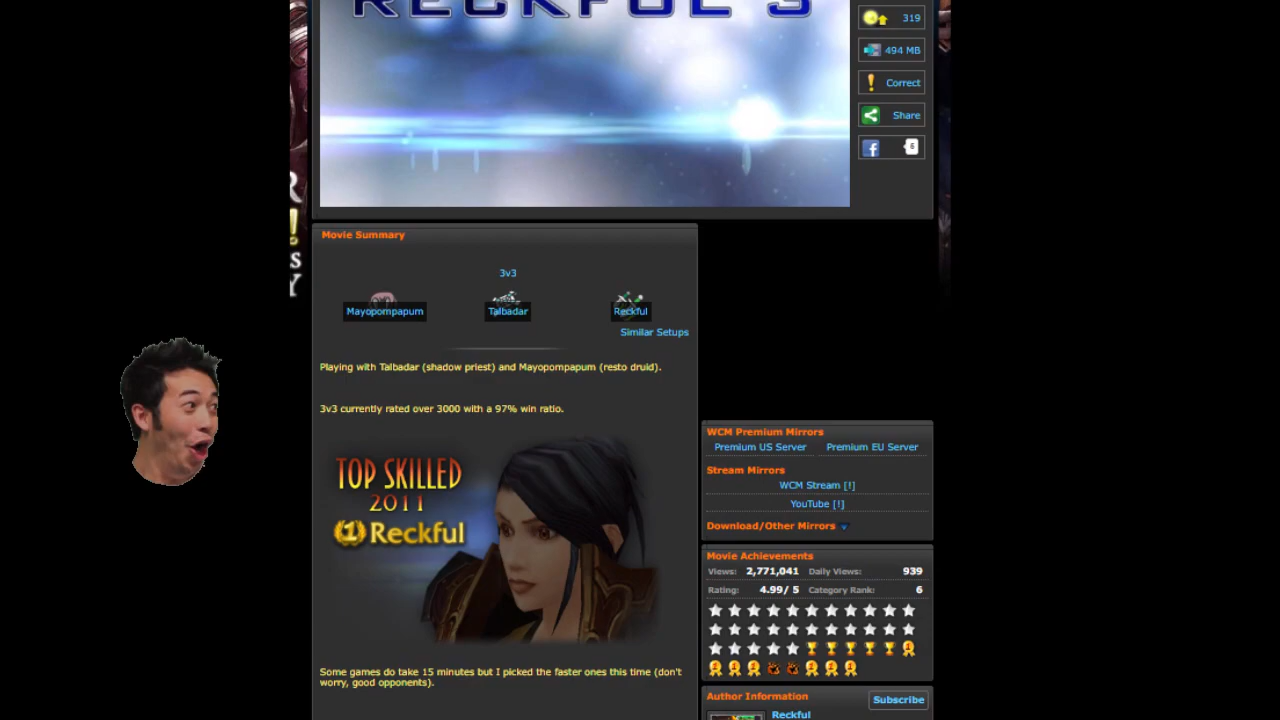 RECKFUL 3
319
494 MB
Correct
Share
6
R
!
S
Y
Movie Summary
3v3
Mayopompapum
Talbadar
Reckful
Similar Setups
Playing with Talbadar (shadow priest) and Mayopompapum (resto druid).
3v3 currently rated over 3000 with a 97% win ratio.
TOP SKILLED
2011
1 Reckful
Some games do take 15 minutes but I picked the faster ones this time (don't
worry, good opponents).
WCM Premium Mirrors
Premium US Server Premium EU Server
Stream Mirrors
WCM Stream [!]
YouTube [!]
Download/Other Mirrors
Movie Achievements
Views: 2,771,041 Daily Views: 939
Rating: 4.99/ 5 Category Rank: 6
Author Information
Subscribe
Reckful